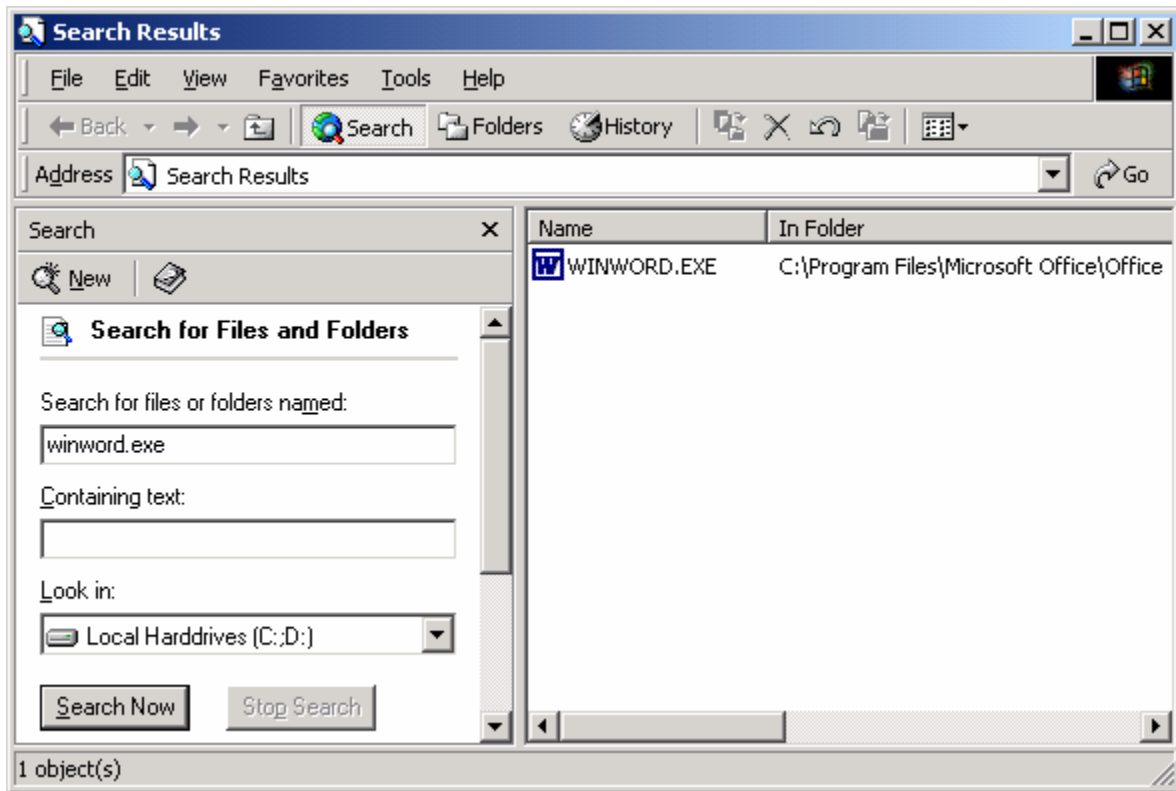 Search Results
File Edit View Favorites Tools Help
Back Search Folders History
Address Search Results Go
Search
New
Search for Files and Folders
Search for files or folders named:
winword.exe
Containing text:
Look in:
Local Harddrives (C:;D:)
Search Now Stop Search
Name In Folder
WINWORD.EXE C:\Program Files\Microsoft Office\Office
1 object(s)